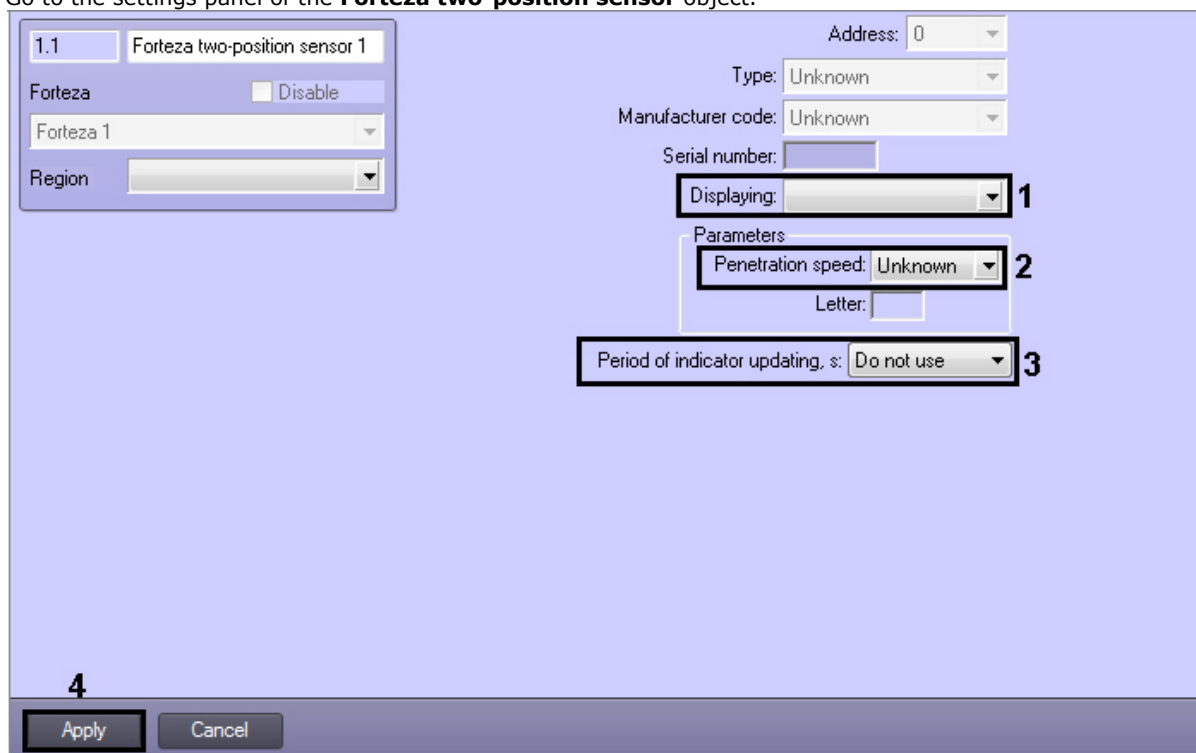 Go to the settings panel of the Forteza two-position sensor object.
1.1 Forteza two-position sensor 1
Forteza Disable
Forteza 1
Region
Address: 0
Type: Unknown
Manufacturer code: Unknown
Serial number:
Displaying: 1
Parameters
Penetration speed: Unknown 2
Letter:
Period of indicator updating, s: Do not use 3
4
Apply Cancel